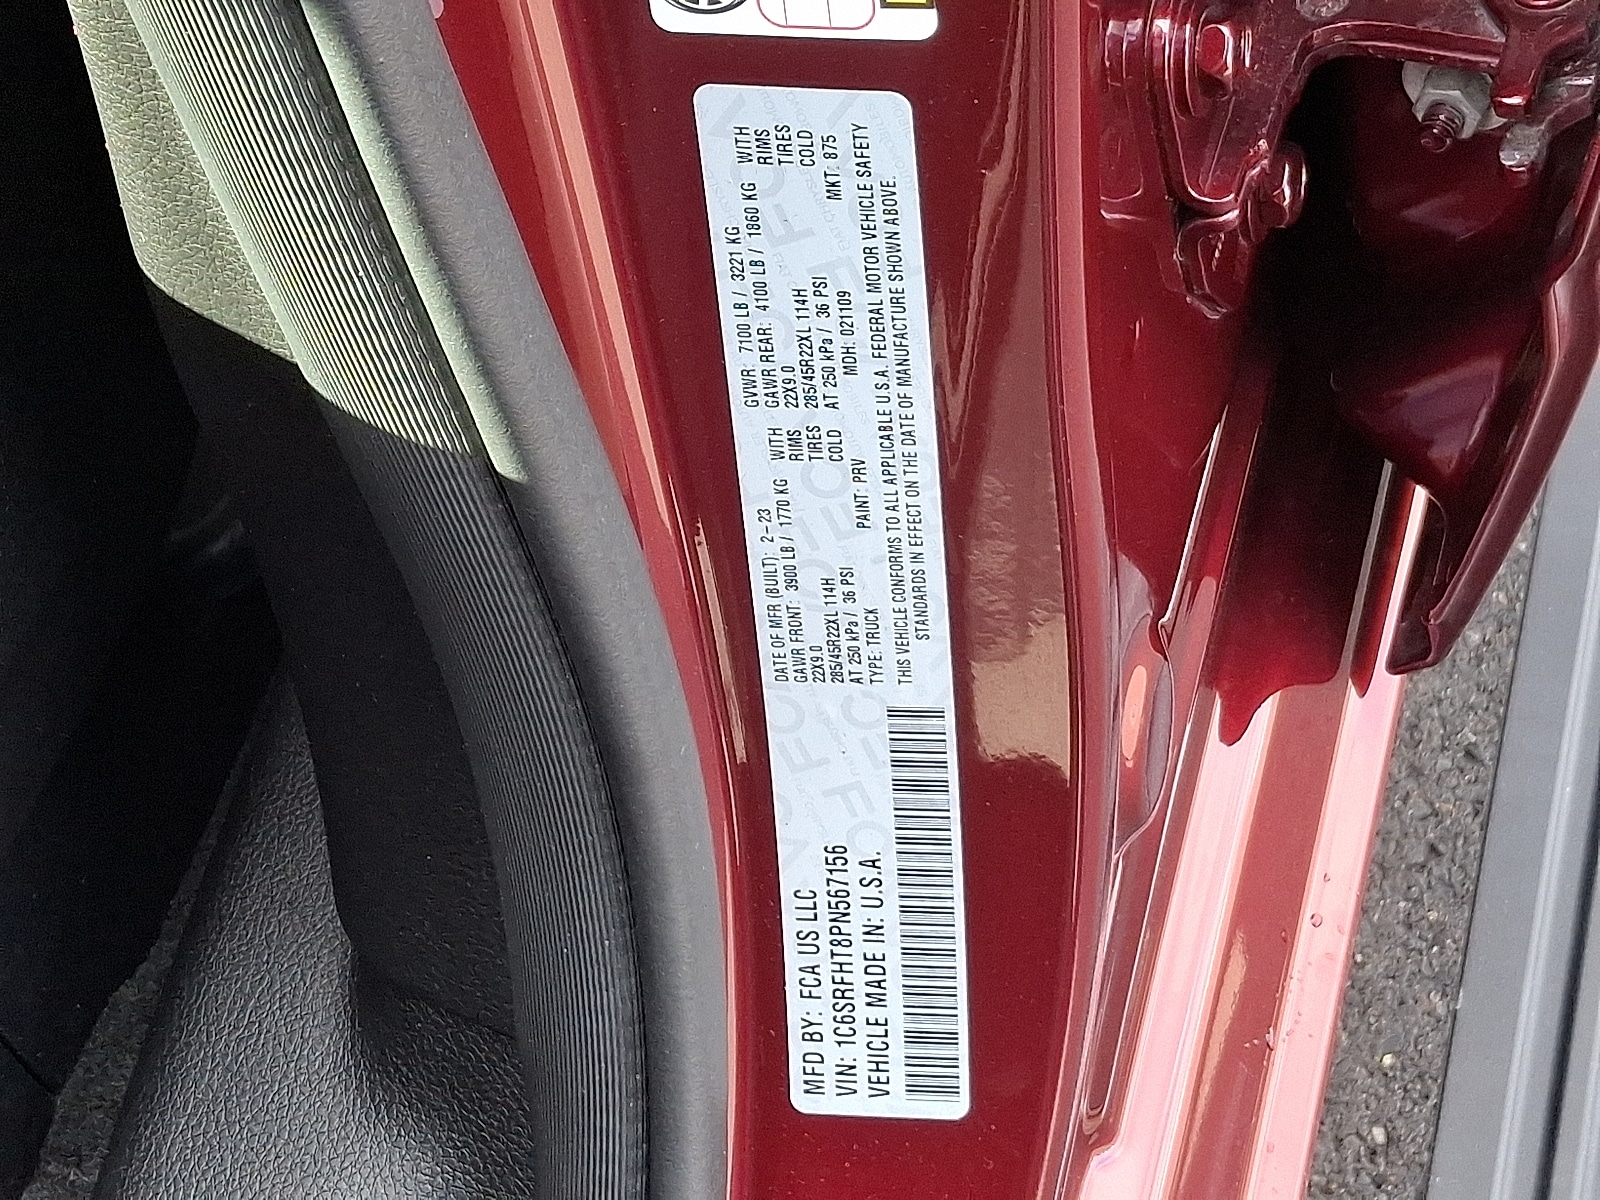 MFD BY: FCA US LLC
VIN: 1C6SRFHT8PN567156
VEHICLE MADE IN: U.S.A.
DATE OF MFR (BUILT): 2-23 GVWR: 7100 LB / 3221 KG
GAWR FRONT: 3900 LB / 1770 KG WITH GAWR REAR: 4100 LB / 1860 KG WITH
22X9.0 RIMS 22X9.0 RIMS
285/45R22XL 114H TIRES 285/45R22XL 114H TIRES
AT 250 kPa / 36 PSI COLD AT 250 kPa / 36 PSI COLD
TYPE: TRUCK PAINT: PRV MDH: 021109 MKT: 875
THIS VEHICLE CONFORMS TO ALL APPLICABLE U.S.A. FEDERAL MOTOR VEHICLE SAFETY
STANDARDS IN EFFECT ON THE DATE OF MANUFACTURE SHOWN ABOVE.